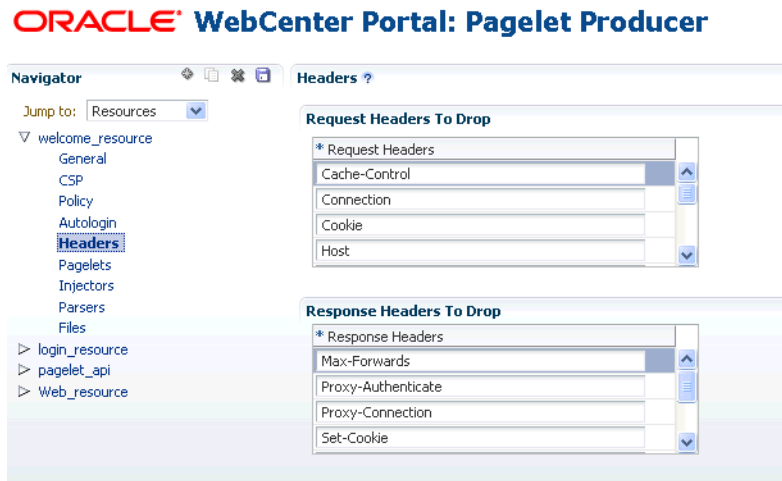 ORACLE WebCenter Portal: Pagelet Producer
Navigator
Jump to: Resources
welcome_resource
General
CSP
Policy
Autologin
Headers
Pagelets
Injectors
Parsers
Files
login_resource
pagelet_api
Web_resource
Headers ?
Request Headers To Drop
* Request Headers
Cache-Control
Connection
Cookie
Host
Response Headers To Drop
* Response Headers
Max-Forwards
Proxy-Authenticate
Proxy-Connection
Set-Cookie